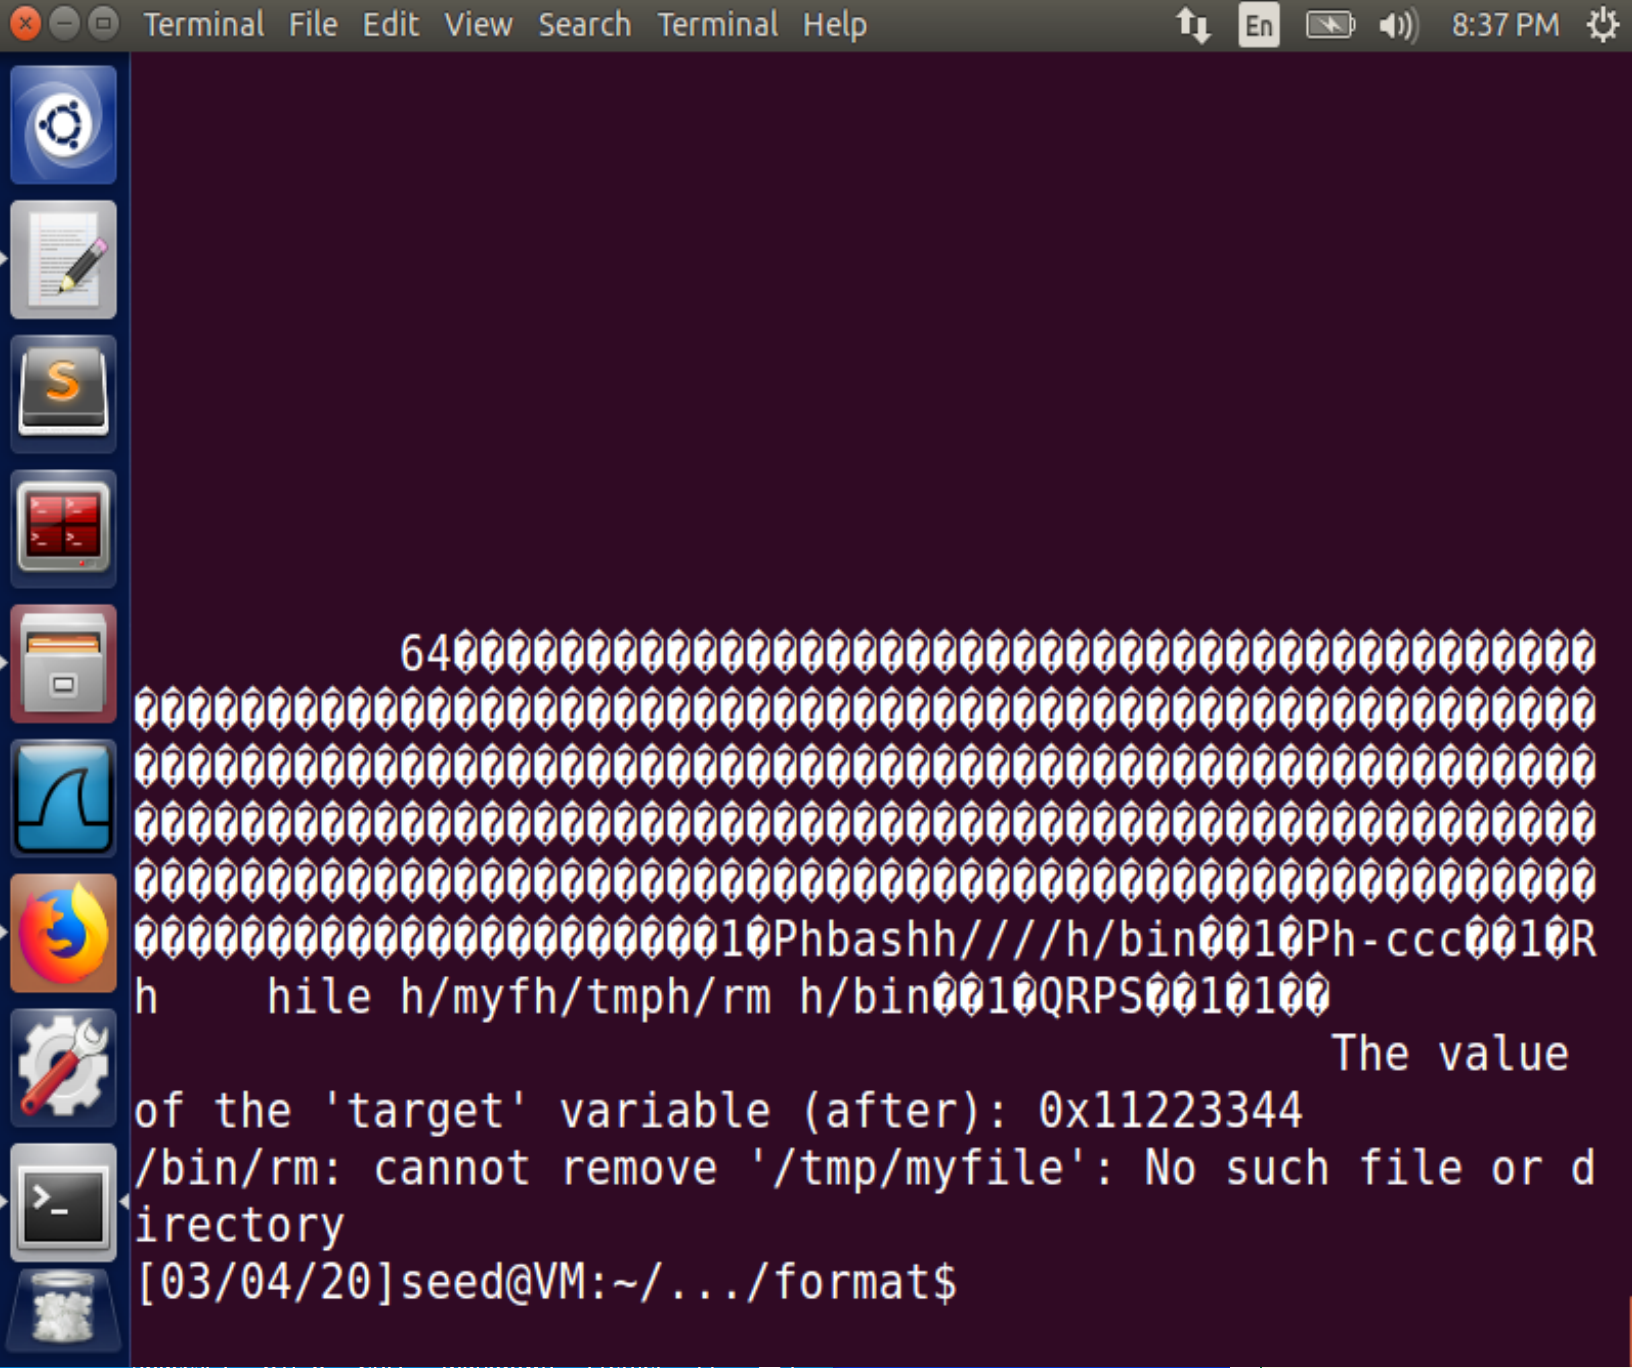 Terminal File Edit View Search Terminal Help En 8:37 PM
64�������������������������������������������
�������������������������������������������������������
�������������������������������������������������������
�������������������������������������������������������
�������������������������������������������������������
����������������������1�Phbashh////h/bin��1�Ph-ccc��1�R
h    hile h/myfh/tmph/rm h/bin��1�QRPS��1�1��
The value
of the 'target' variable (after): 0x11223344
/bin/rm: cannot remove '/tmp/myfile': No such file or d
irectory
[03/04/20]seed@VM:~/.../format$